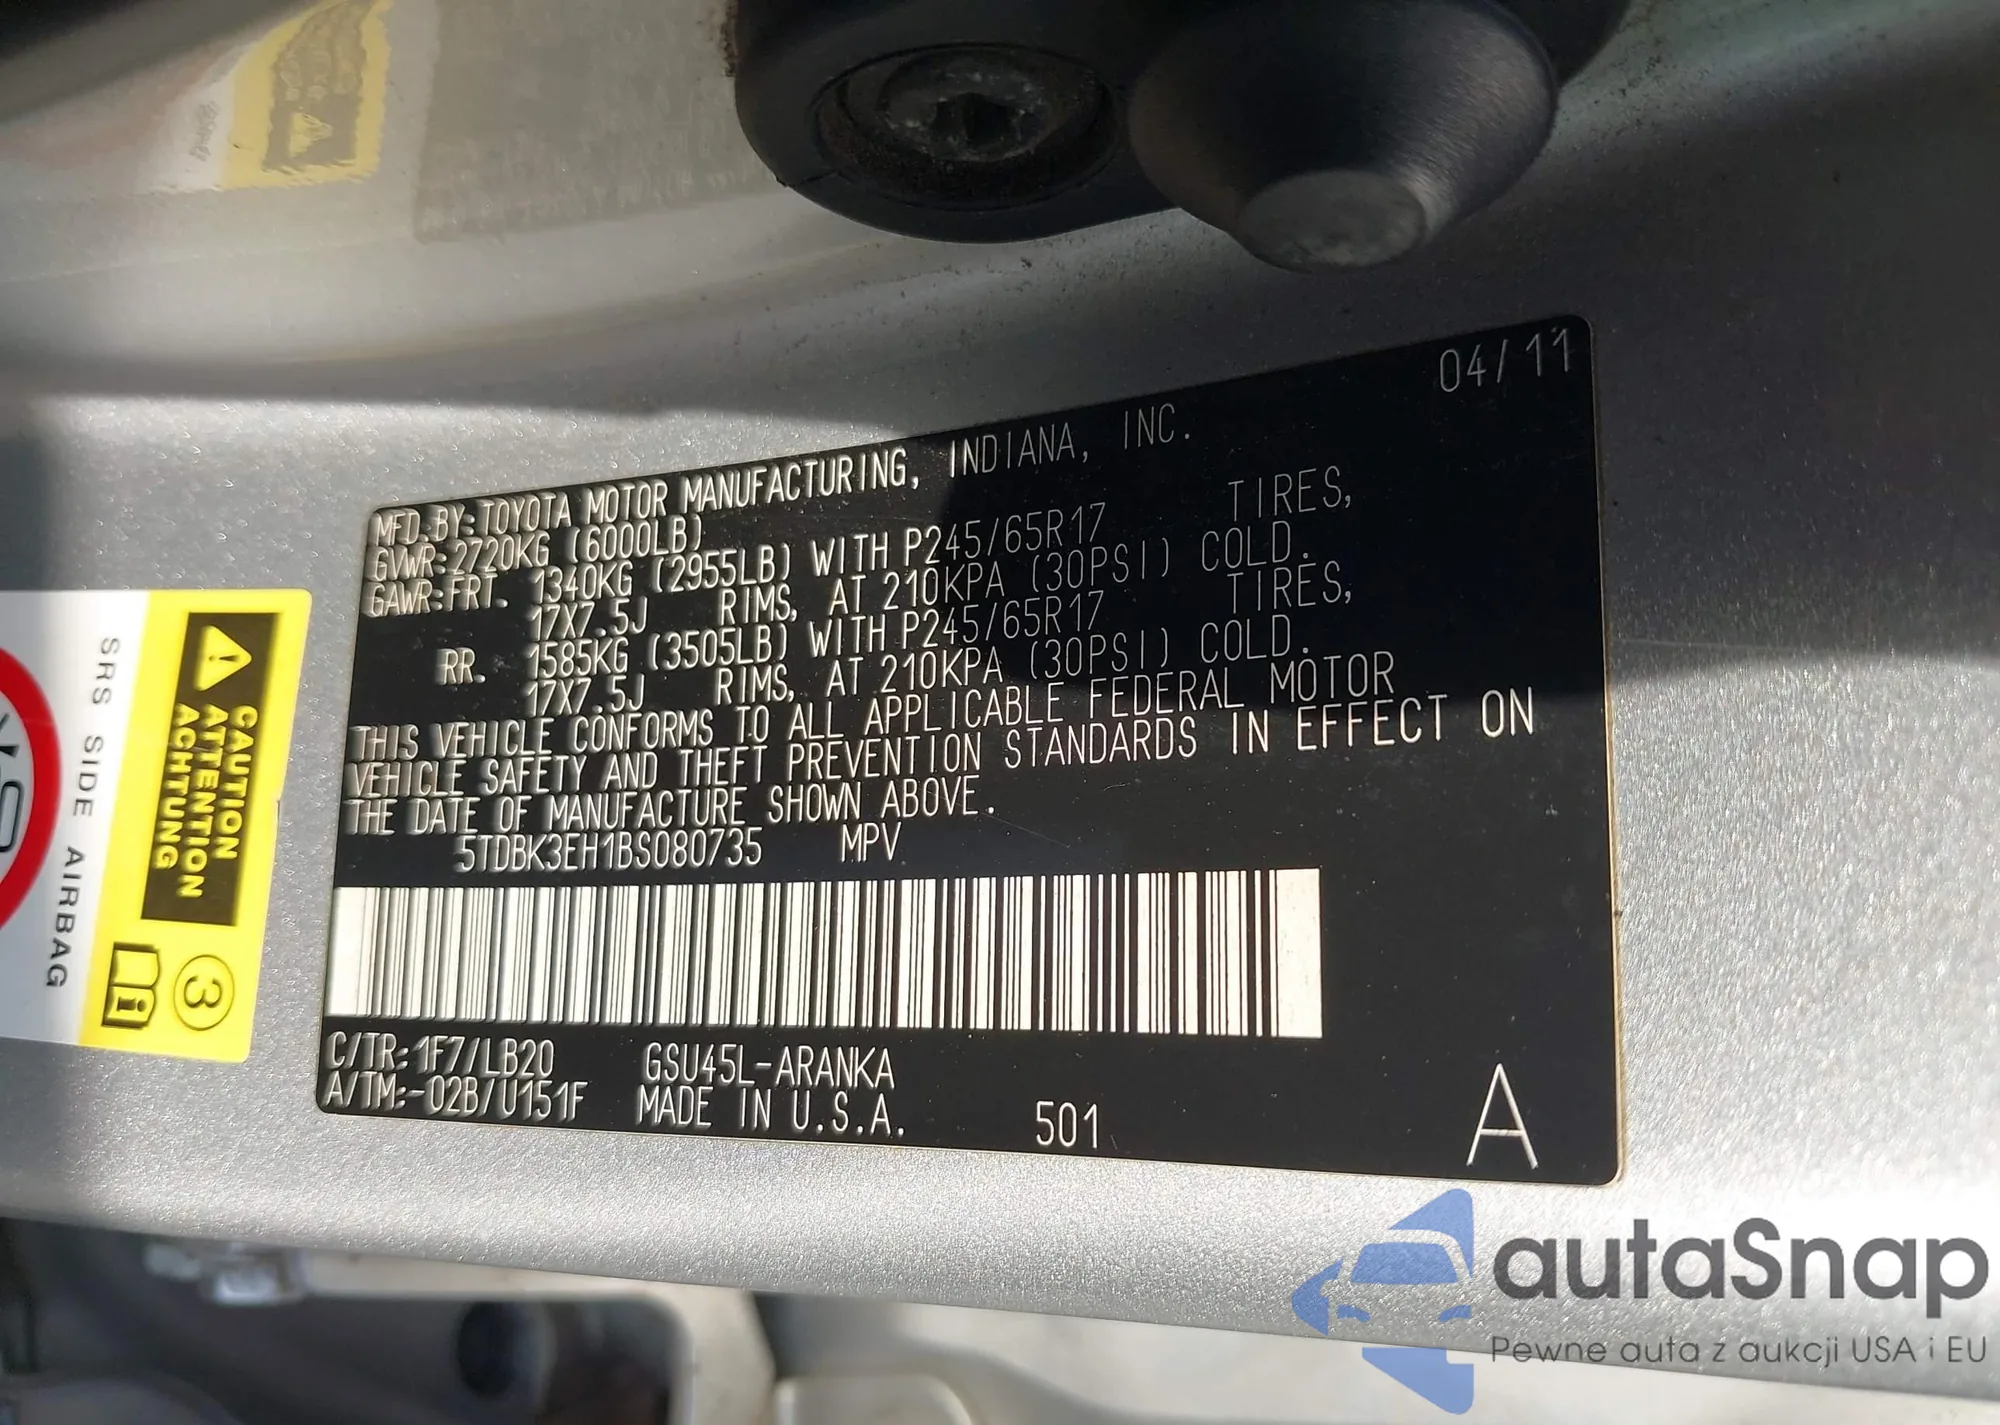 04/11
MFD.BY:TOYOTA MOTOR MANUFACTURING, INDIANA, INC.
GVWR:2720KG (6000LB)
GAWR:FRT. 1340KG (2955LB) WITH P245/65R17 TIRES,
17X7.5J RIMS, AT 210KPA (30PSI) COLD.
RR. 1585KG (3505LB) WITH P245/65R17 TIRES,
17X7.5J RIMS, AT 210KPA (30PSI) COLD.
THIS VEHICLE CONFORMS TO ALL APPLICABLE FEDERAL MOTOR
VEHICLE SAFETY AND THEFT PREVENTION STANDARDS IN EFFECT ON
THE DATE OF MANUFACTURE SHOWN ABOVE.
5TDBK3EH1BS080735 MPV
C/TR:1F7/LB20 GSU45L-ARANKA
A/TM:-02B/U151F MADE IN U.S.A. 501 A
CAUTION
ATTENTION
ACHTUNG
3
SRS SIDE AIRBAG
autaSnap
Pewne auta z aukcji USA i EU